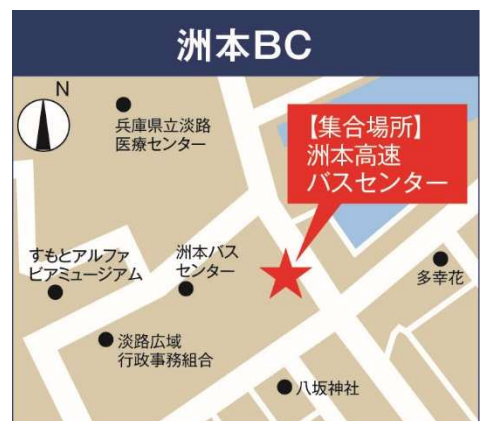 洲本BC
N
兵庫県立淡路
医療センター
【集合場所】
洲本高速
バスセンター
すもとアルファ
ビアミュージアム
洲本バス
センター
多幸花
淡路広域
行政事務組合
八坂神社